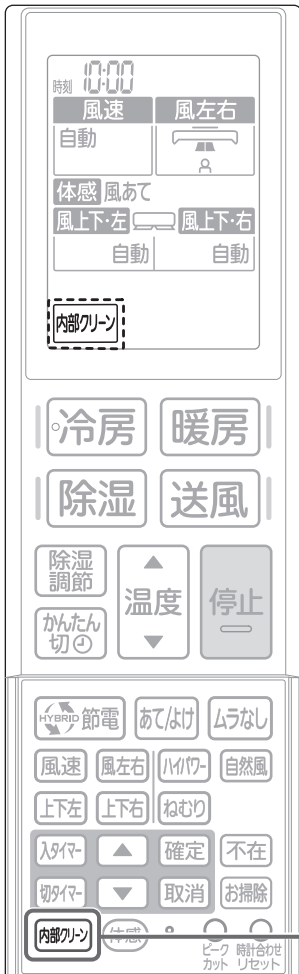 時刻 10:00
風速 風左右
自動
体感 風あて
風上下·左 風上下·右
自動 自動
内部クリーン
冷房 暖房
除湿 送風
除湿調節
温度
停止
かんたん切
HYBRID 節電 あて/よけ ムラなし
風速 風左右 ハイパワー 自然風
上下左 上下右 ねむり
入タイマー 確定 不在
切タイマー 取消 お掃除
内部クリーン 体感
ピークカット 時計合わせ
リセット